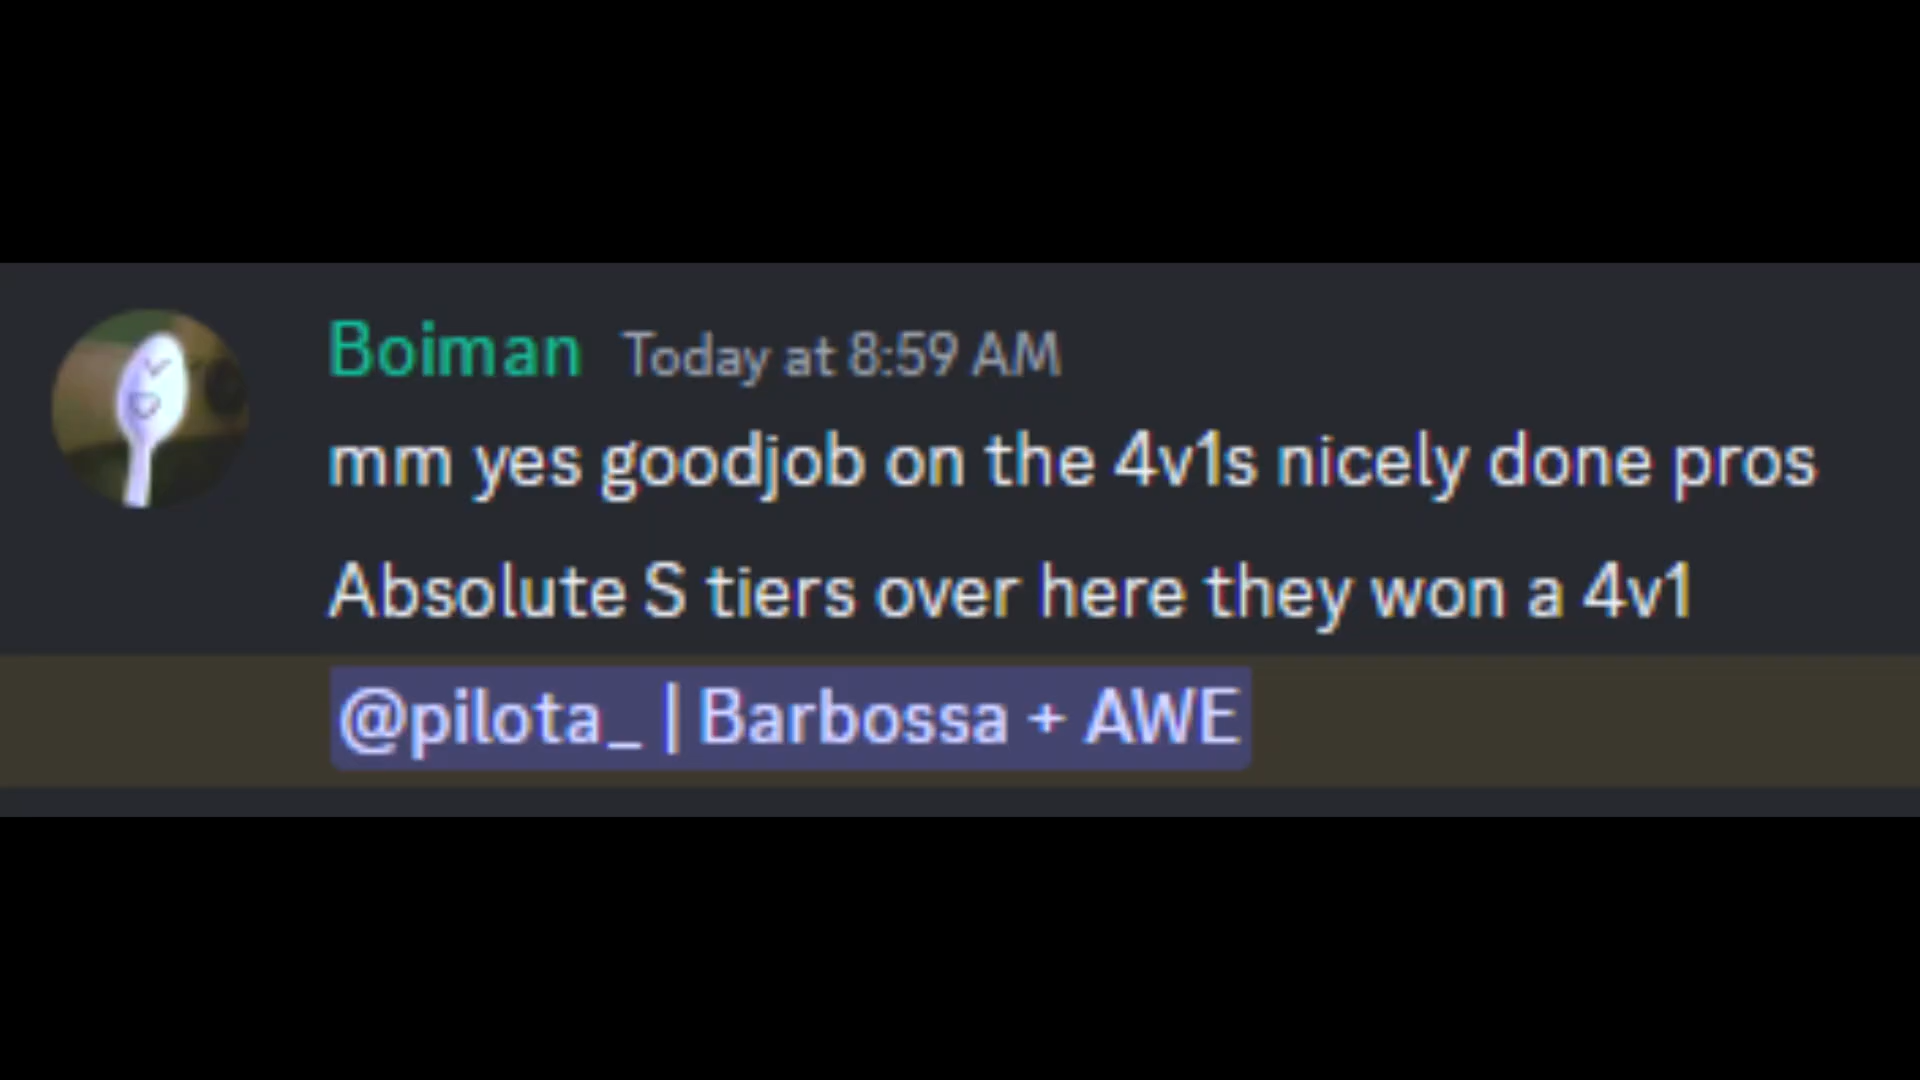 Boiman Today at 8:59 AM
mm yes goodjob on the 4v1s nicely done pros
Absolute S tiers over here they won a 4v1
@pilota_ | Barbossa + AWE